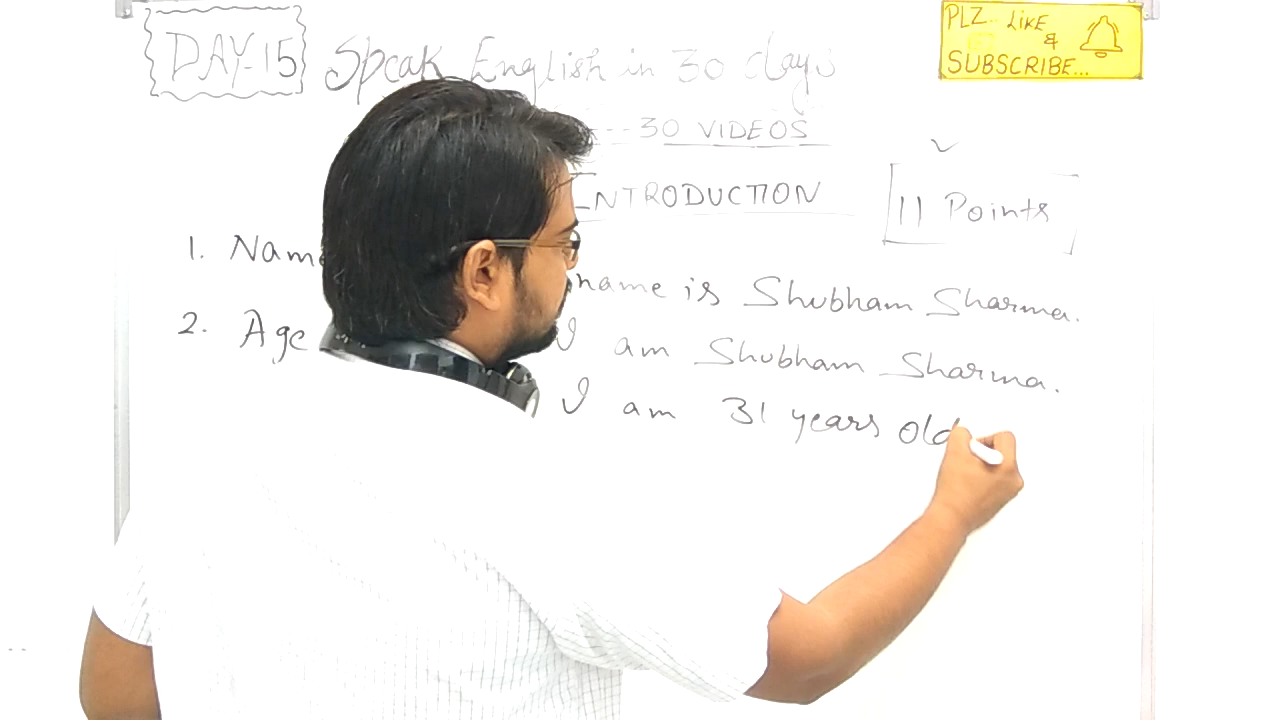 DAY-15 Speak English in 30 days
PLZ.. LIKE
&
SUBSCRIBE...
30 VIDEOS
INTRODUCTION
11 Points
1. Name
name is Shubham Sharma.
2. Age
I am Shubham Sharma.
I am 31 years old